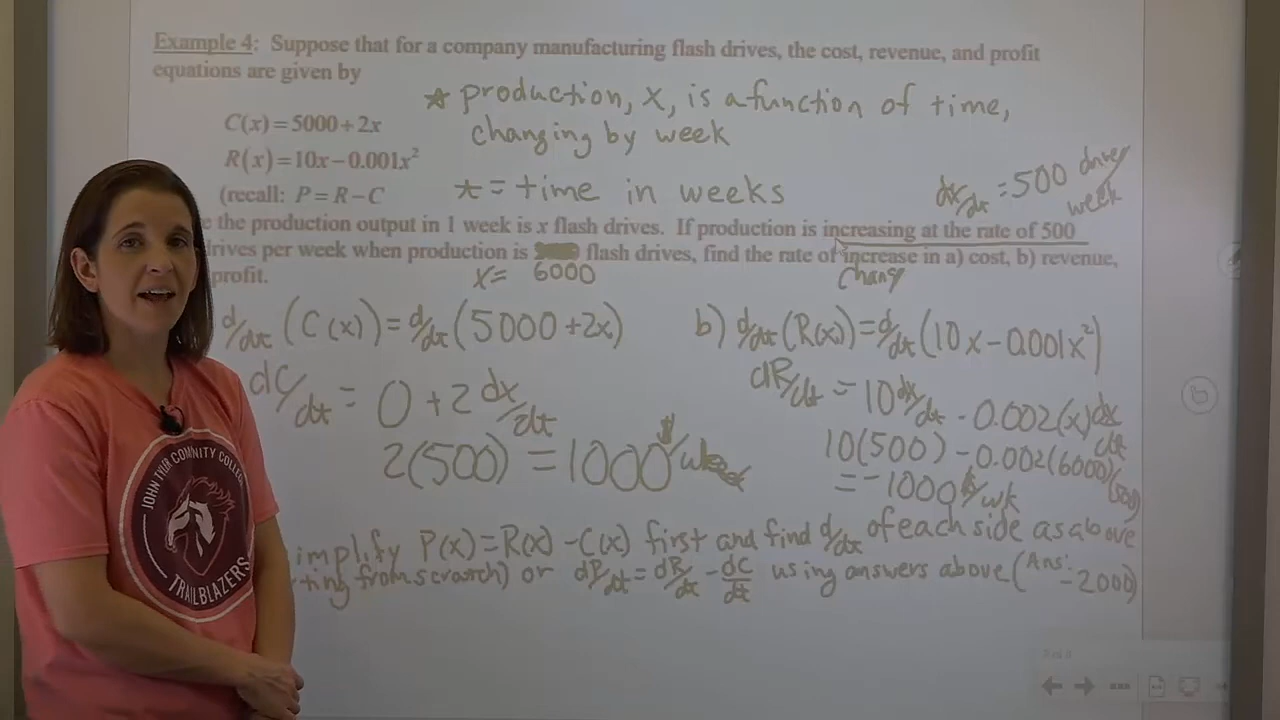 Example 4: Suppose that for a company manufacturing flash drives, the cost, revenue, and profit
equations are given by
* production, x, is a function of time,
changing by week
C(x) = 5000 + 2x
R(x) = 10x − 0.001x²
(recall: P = R − C
* = time in weeks
dx/dt = 500 drives/week
the production output in 1 week is x flash drives. If production is increasing at the rate of 500
drives per week when production is flash drives, find the rate of increase in a) cost, b) revenue,
profit.
x = 6000
change
d/dt (C(x)) = d/dt (5000 + 2x)
dC/dt = 0 + 2 dx/dt
2(500) = 1000 $/week
b) d/dt (R(x)) = d/dt (10x − 0.001x²)
dR/dt = 10 dx/dt − 0.002(x) dx/dt
10(500) − 0.002(6000)(500)
= −1000 $/wk
implify P(x) = R(x) − C(x) first and find d/dt of each side as above
ting from scratch) or dP/dt = dR/dt − dC/dt using answers above (Ans: −2000)
JOHN TYLER COMMUNITY COLLEGE
TRAILBLAZERS